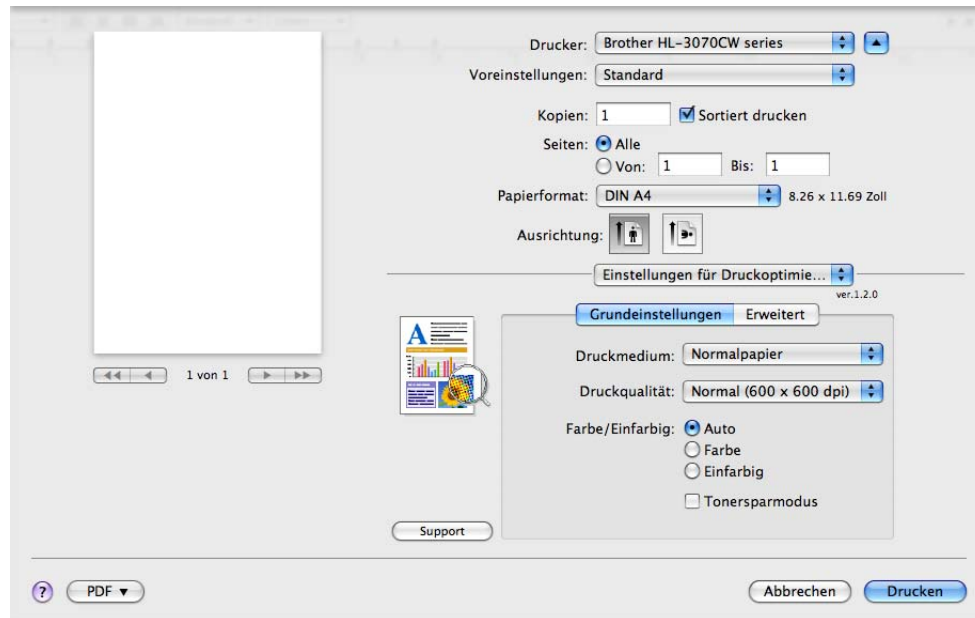 Drucker: Brother HL-3070CW series
Voreinstellungen: Standard
Kopien: 1 Sortiert drucken
Seiten: Alle
Von: 1 Bis: 1
Papierformat: DIN A4 8.26 x 11.69 Zoll
Ausrichtung:
Einstellungen für Druckoptimie...
ver.1.2.0
Grundeinstellungen Erweitert
A
Druckmedium: Normalpapier
1 von 1
Druckqualität: Normal (600 x 600 dpi)
Farbe/Einfarbig: Auto
Farbe
Einfarbig
Tonersparmodus
Support
? PDF Abbrechen Drucken